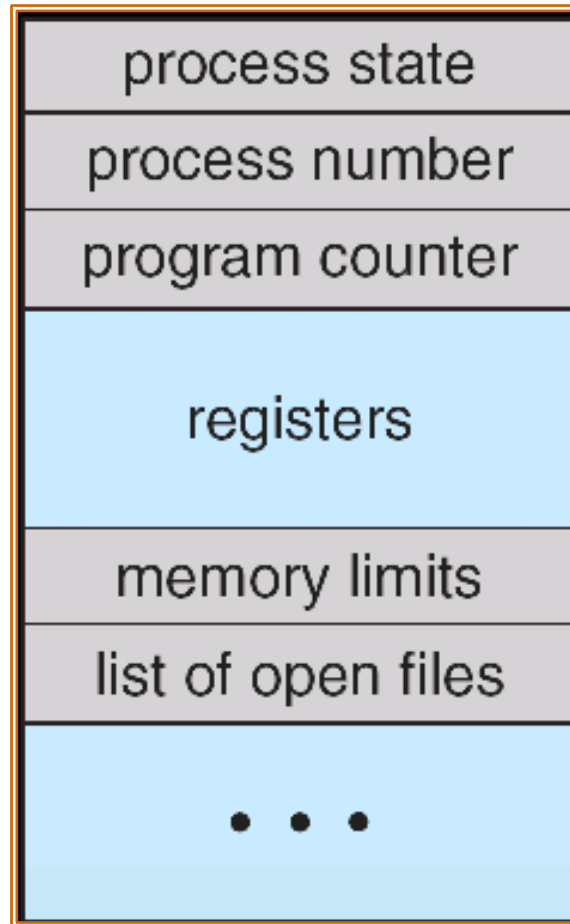 process state
process number
program counter
registers
memory limits
list of open files
• • •